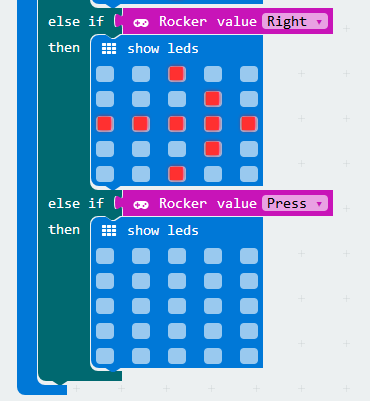 else if Rocker value Right
then show leds
else if Rocker value Press
then show leds